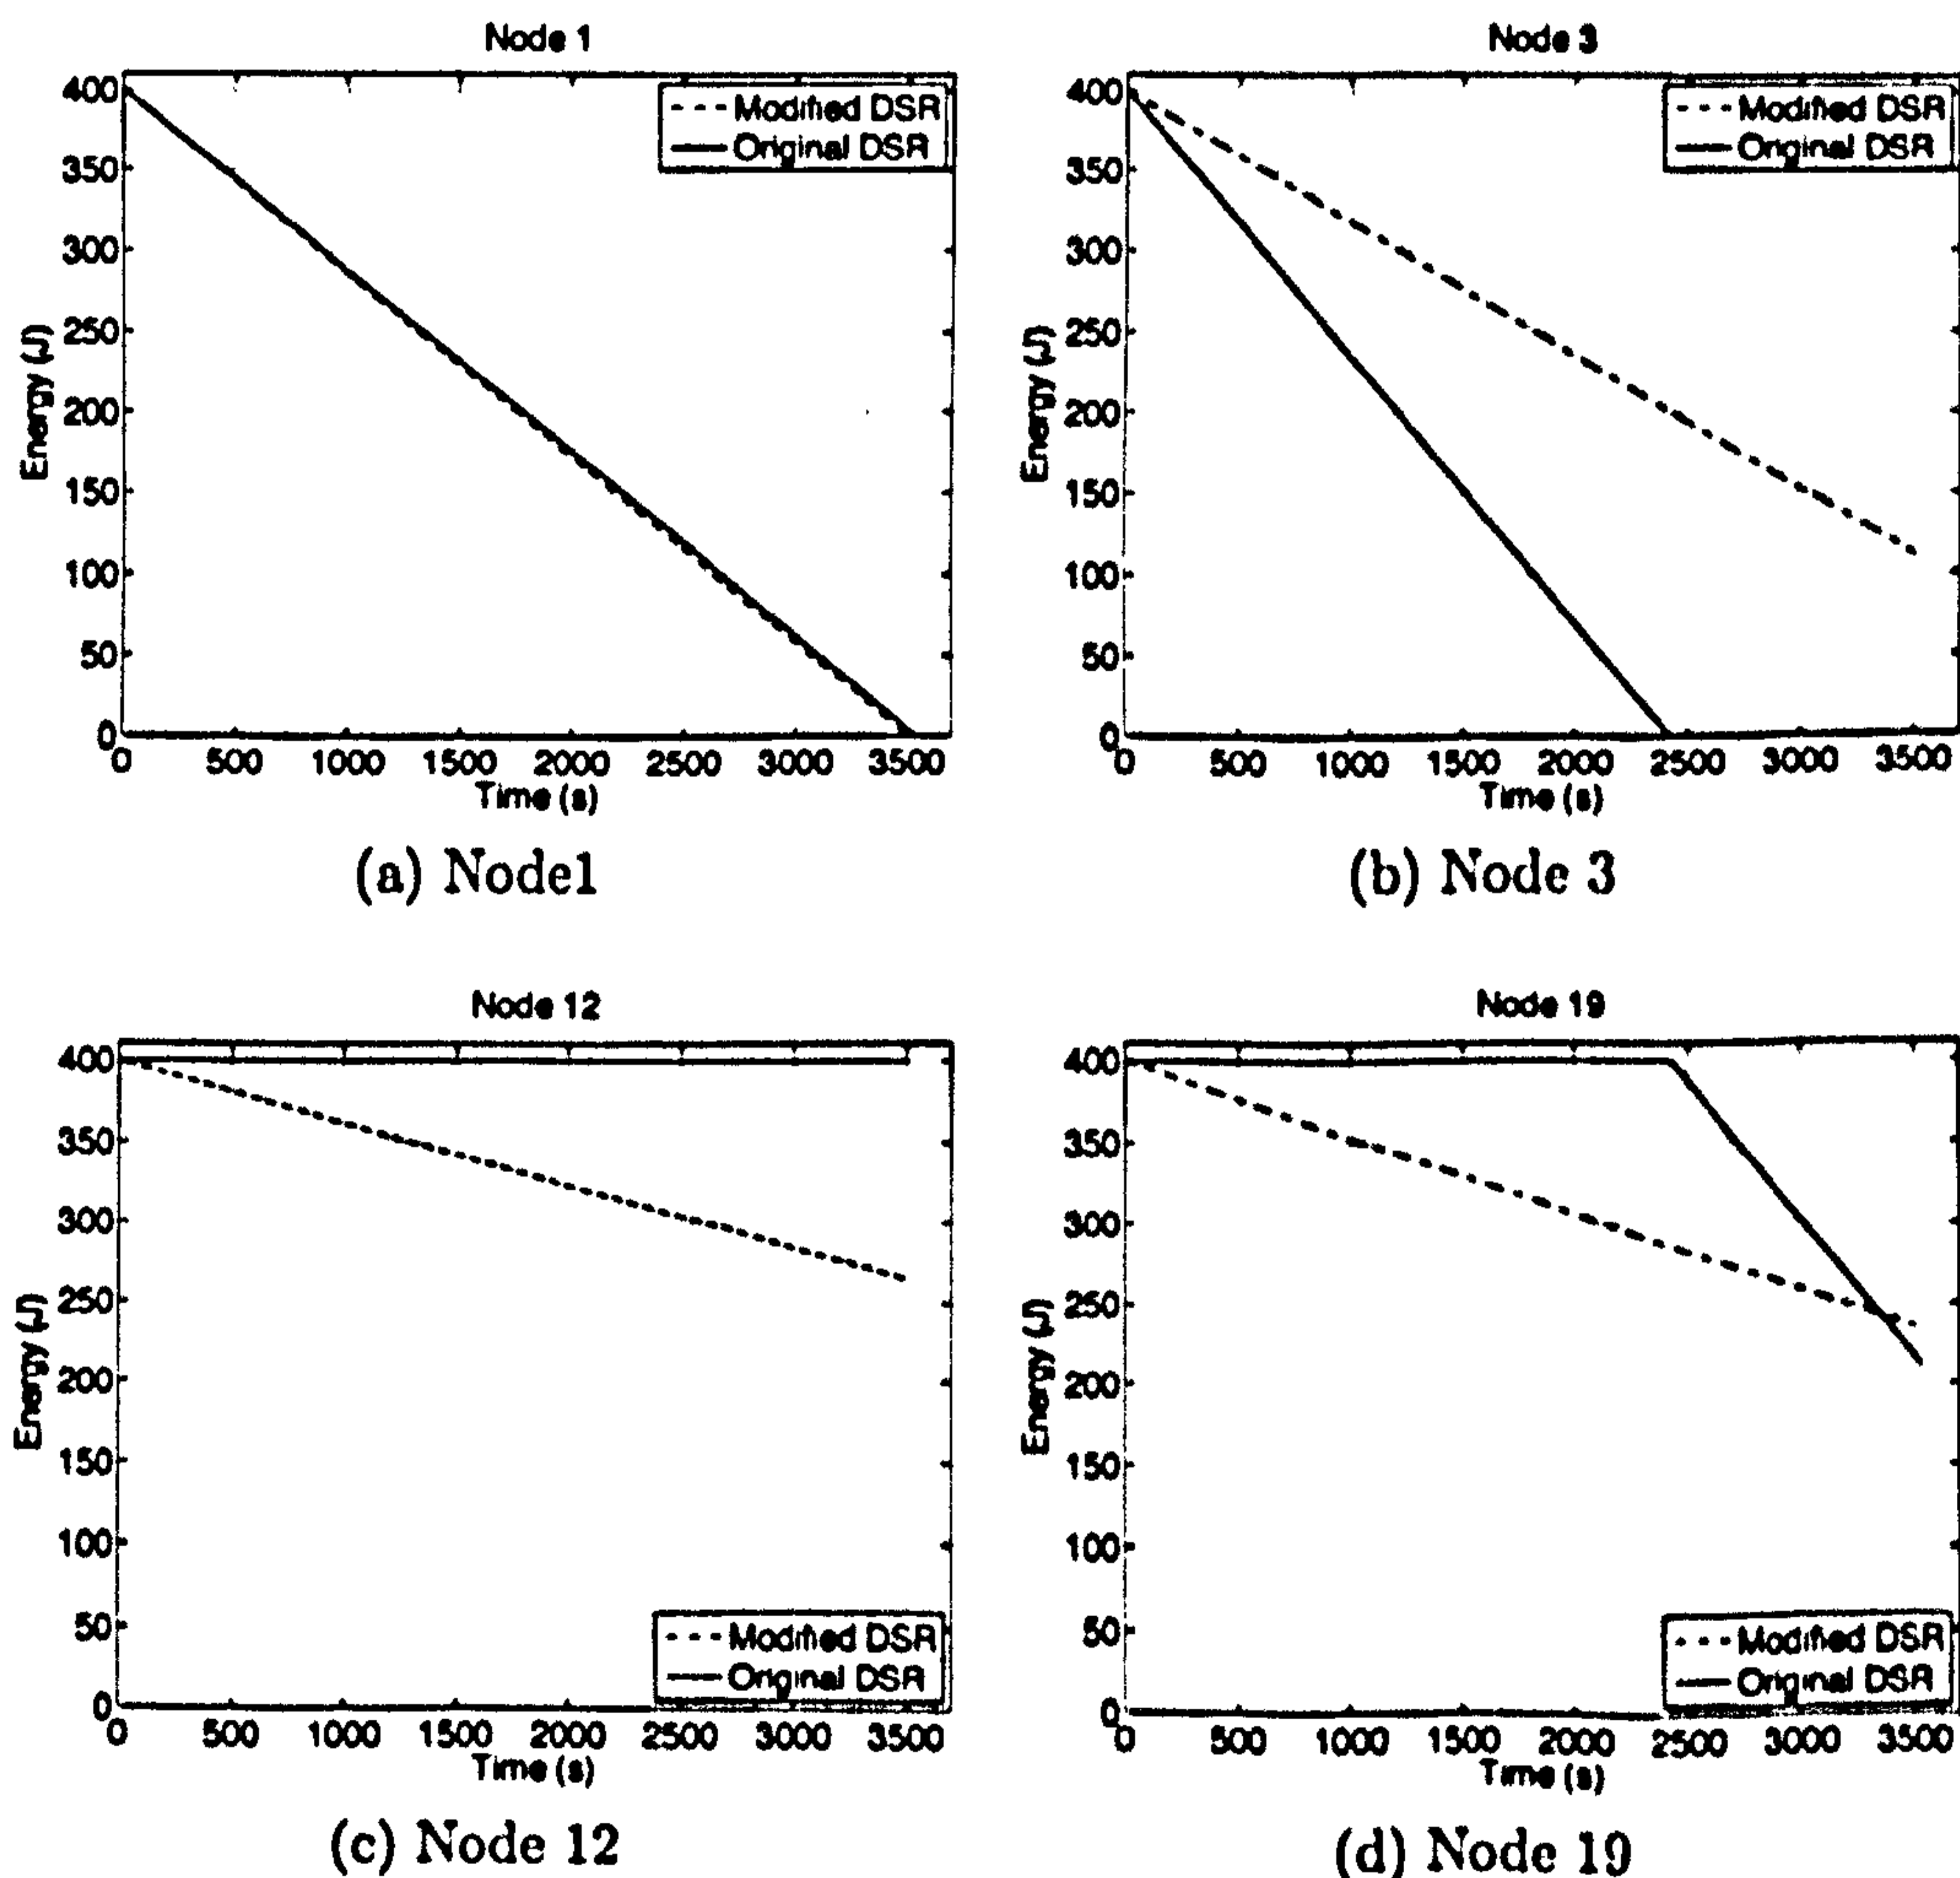 Node 1
400
350
300
250
200
150
100
50
0
Energy (J)
Modified DSR
Original DSR
0 500 1000 1500 2000 2500 3000 3500
Time (s)
(a) Node1
Node 3
400
350
300
250
200
150
100
50
0
Energy (J)
Modified DSR
Original DSR
0 500 1000 1500 2000 2500 3000 3500
Time (s)
(b) Node 3
Node 12
400
350
300
250
200
150
100
50
0
Energy (J)
Modified DSR
Original DSR
0 500 1000 1500 2000 2500 3000 3500
Time (s)
(c) Node 12
Node 19
400
350
300
250
200
150
100
50
0
Energy (J)
Modified DSR
Original DSR
0 500 1000 1500 2000 2500 3000 3500
Time (s)
(d) Node 19